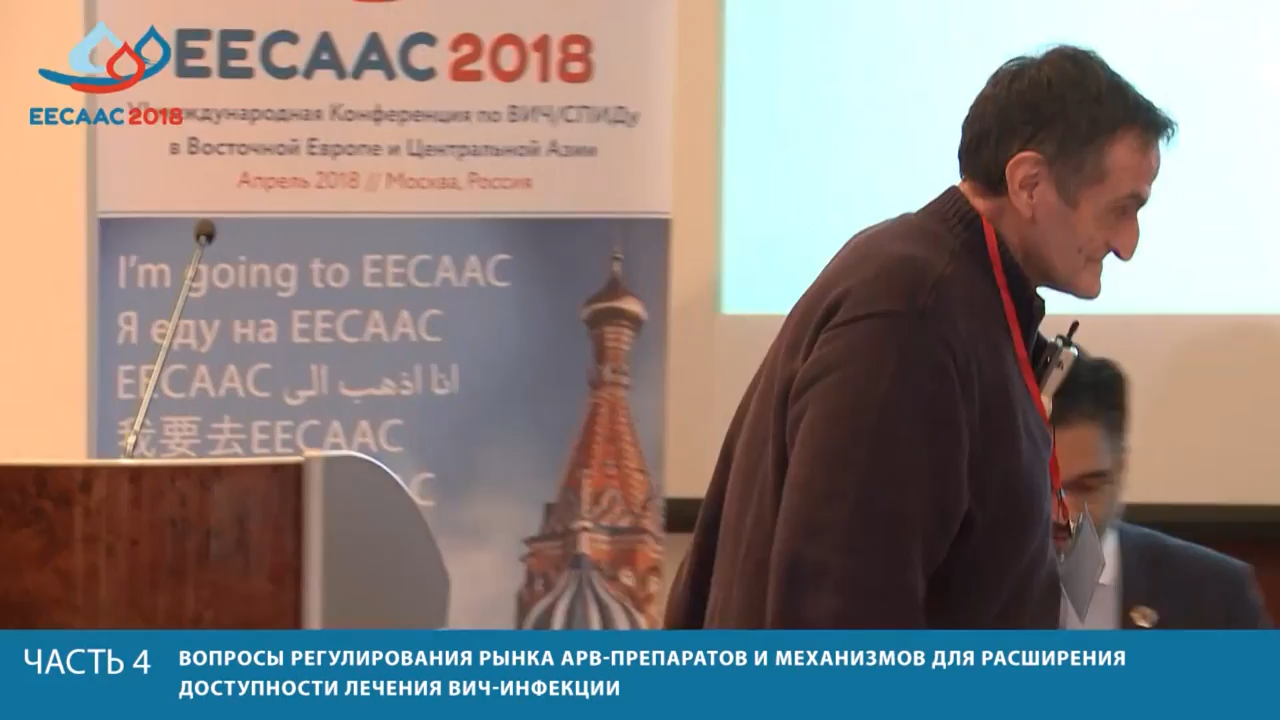 EECAAC 2018
EECAAC 2018
международная Конференция по ВИЧ/СПИДу
в Восточной Европе и Центральной Азии
Апрель 2018 // Москва, Россия
I'm going to EECAAC
Я еду на EECAAC
EECAAC انا اذهب الى
我要去EECAAC
C
ЧАСТЬ 4
ВОПРОСЫ РЕГУЛИРОВАНИЯ РЫНКА АРВ-ПРЕПАРАТОВ И МЕХАНИЗМОВ ДЛЯ РАСШИРЕНИЯ
ДОСТУПНОСТИ ЛЕЧЕНИЯ ВИЧ-ИНФЕКЦИИ